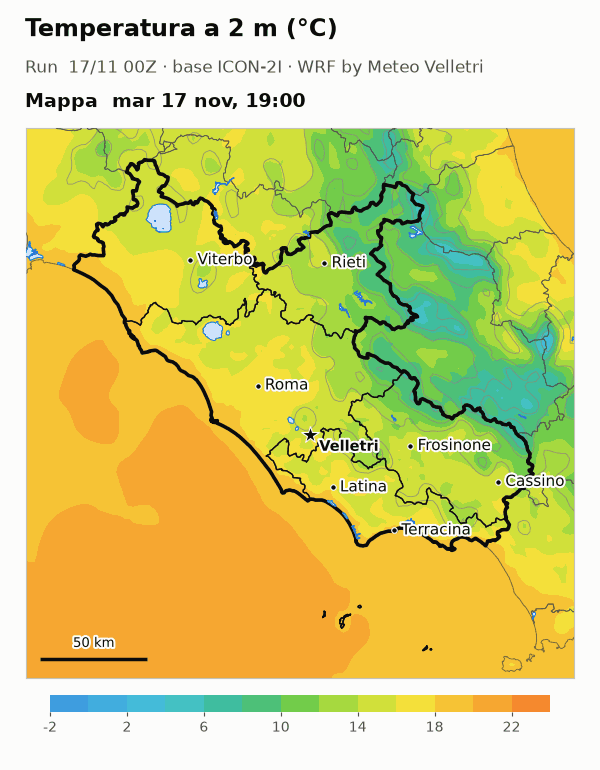 Temperatura a 2 m (°C)
Run  17/11 00Z · base ICON-2I · WRF by Meteo Velletri
Mappa  mar 17 nov, 19:00
Viterbo
Rieti
Roma
Velletri
Frosinone
Latina
Cassino
Terracina
50 km
-2 2 6 10 14 18 22